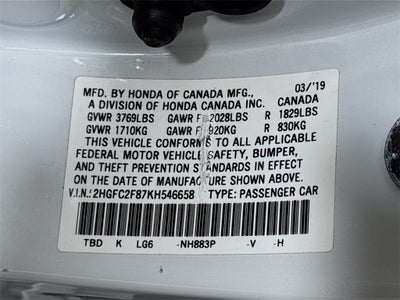 MFD. BY HONDA OF CANADA MFG., 03/'19
A DIVISION OF HONDA CANADA INC. CANADA
GVWR 3769LBS GAWR F 2028LBS R 1829LBS
GVWR 1710KG GAWR F 920KG R 830KG
THIS VEHICLE CONFORMS TO ALL APPLICABLE
FEDERAL MOTOR VEHICLE SAFETY, BUMPER,
AND THEFT PREVENTION STANDARDS IN EFFECT
ON THE DATE OF MANUFACTURE SHOWN ABOVE.
V.I.N.: 2HGFC2F87KH546658 TYPE: PASSENGER CAR
TBD K LG6 -NH883P -V -H